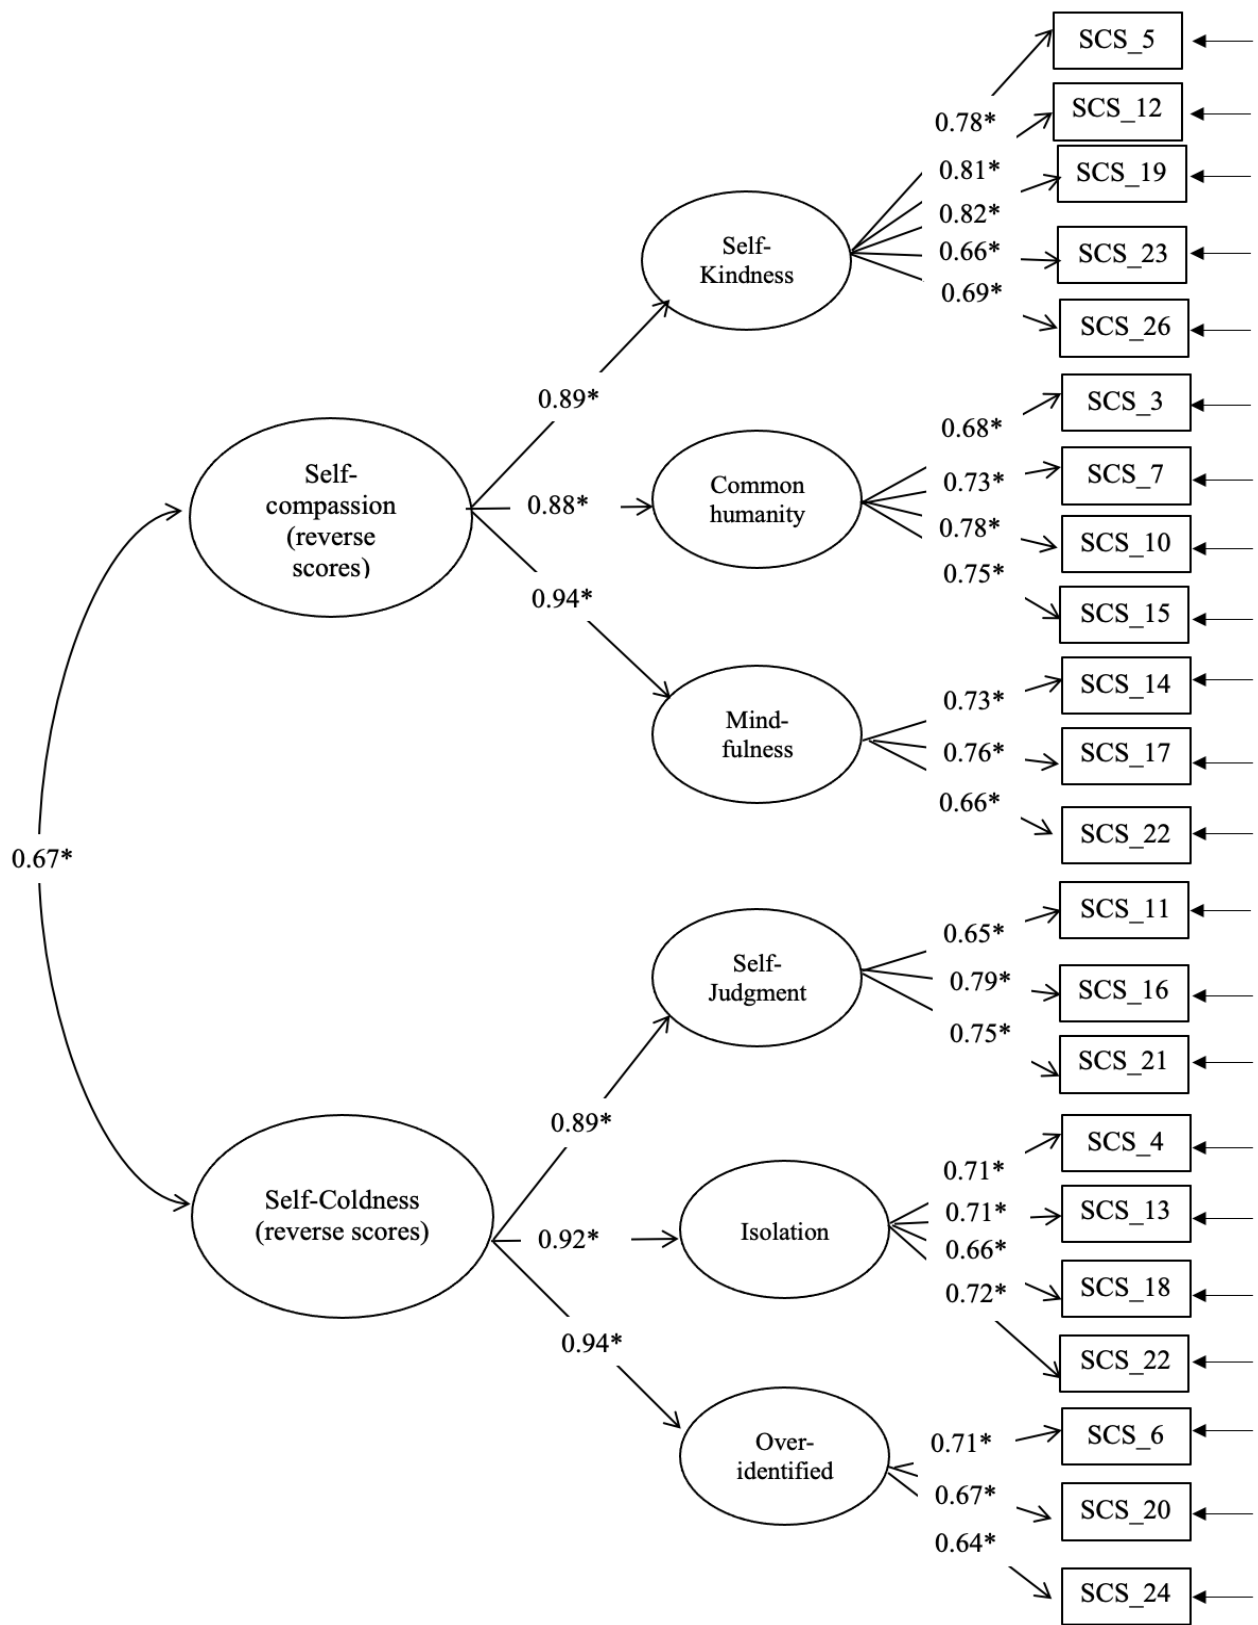 SCS_5
0.78*
SCS_12
0.81*
SCS_19
0.82*
Self-
Kindness
0.66*
SCS_23
0.69*
SCS_26
0.89*
SCS_3
0.68*
Self-
compassion
(reverse
scores)
0.88*
Common
humanity
0.73*
SCS_7
0.78*
SCS_10
0.75*
SCS_15
0.94*
SCS_14
0.73*
Mind-
fulness
0.76*
SCS_17
0.66*
SCS_22
0.67*
SCS_11
0.65*
Self-
Judgment
0.79*
SCS_16
0.75*
SCS_21
0.89*
SCS_4
0.71*
Self-Coldness
(reverse scores)
0.92*
Isolation
0.71*
SCS_13
0.66*
SCS_18
0.72*
SCS_22
0.94*
SCS_6
0.71*
Over-
identified
0.67*
SCS_20
0.64*
SCS_24